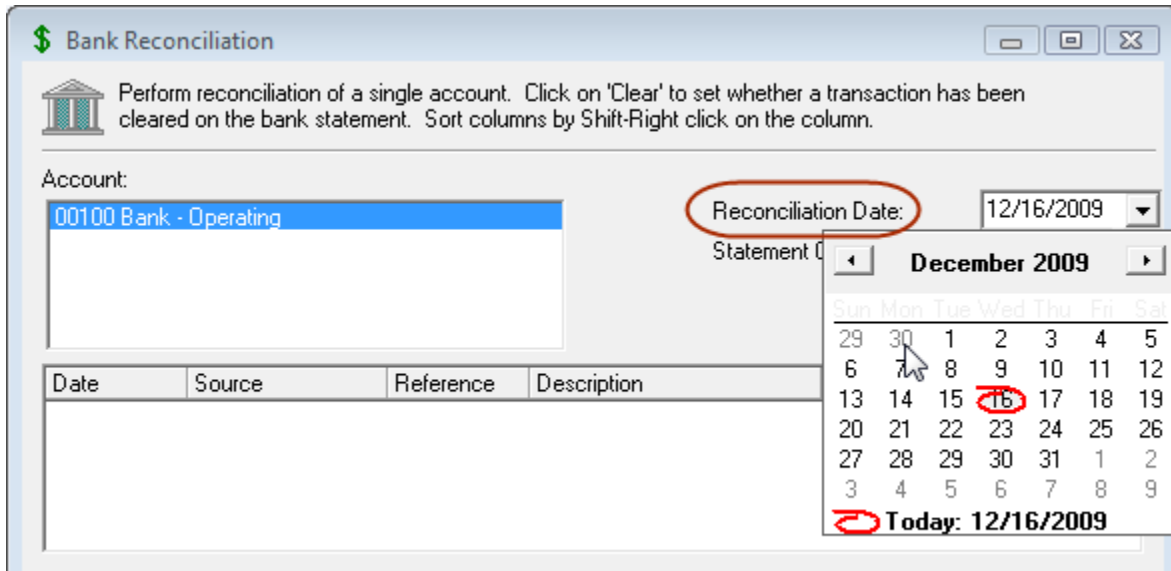 Bank Reconciliation
Perform reconciliation of a single account. Click on 'Clear' to set whether a transaction has been
cleared on the bank statement. Sort columns by Shift-Right click on the column.
Account:
00100 Bank - Operating
Reconciliation Date: 12/16/2009
Statement
December 2009
Sun Mon Tue Wed Thu Fri Sat
29 30 1 2 3 4 5
6 7 8 9 10 11 12
13 14 15 16 17 18 19
20 21 22 23 24 25 26
27 28 29 30 31 1 2
3 4 5 6 7 8 9
Today: 12/16/2009
Date Source Reference Description